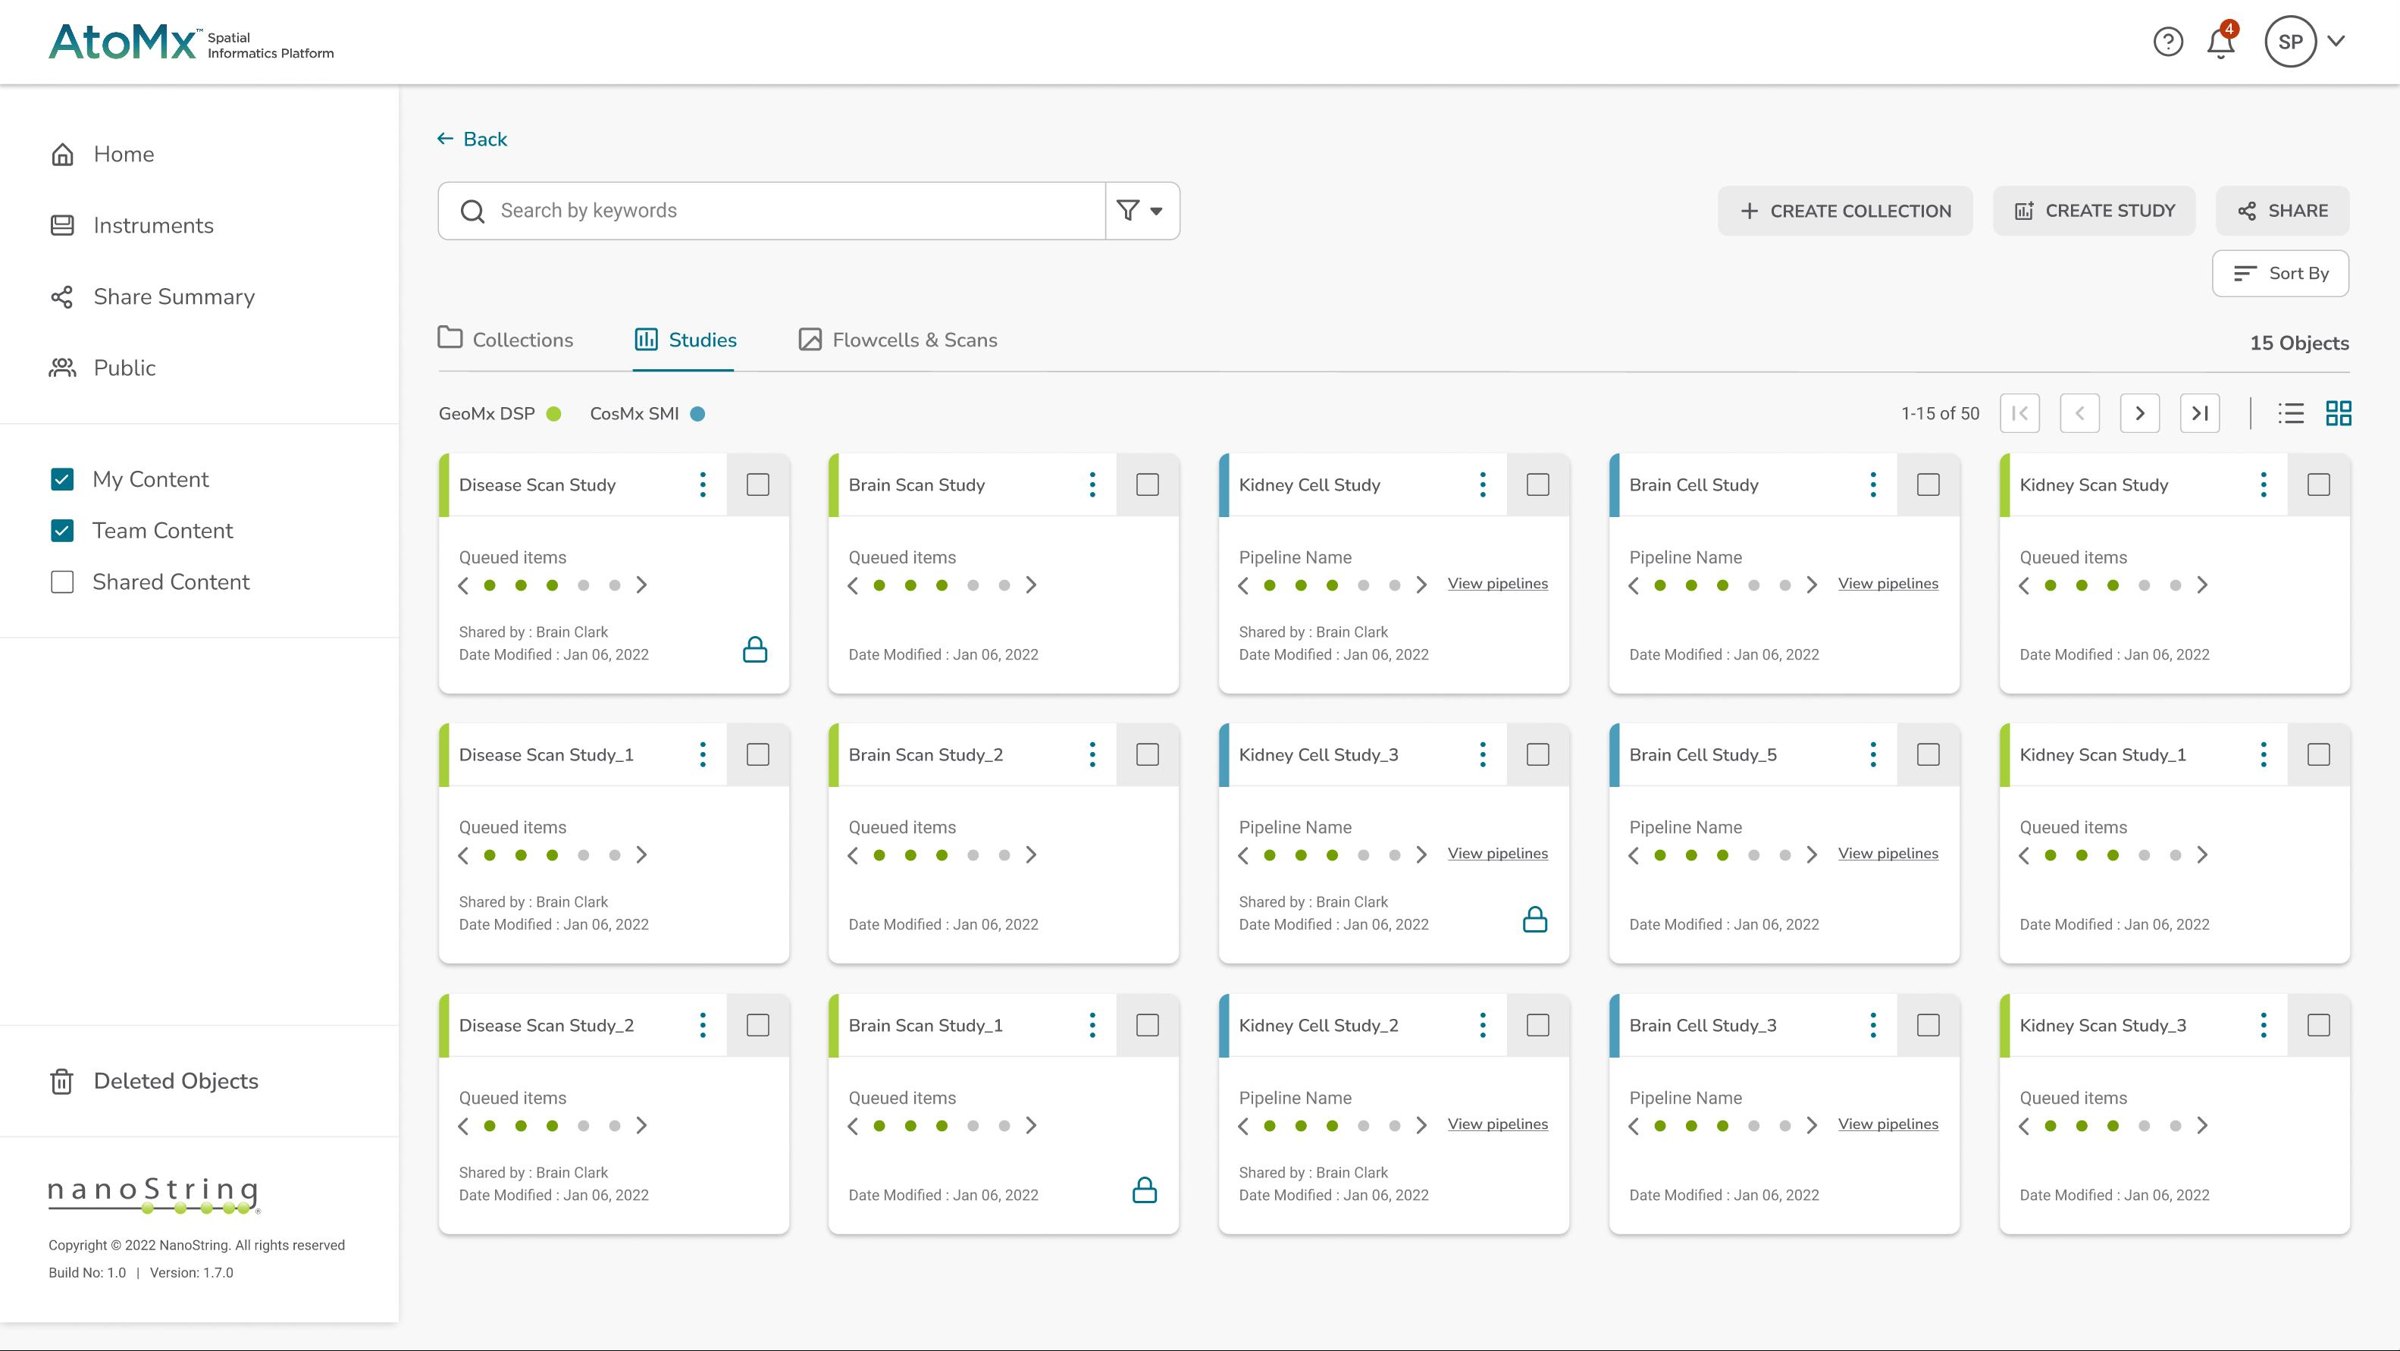 AtoMx™ Spatial
Informatics Platform
4
SP
Home
Instruments
Share Summary
Public
My Content
Team Content
Shared Content
Deleted Objects
nanoString®
Copyright © 2022 NanoString. All rights reserved
Build No: 1.0 | Version: 1.7.0
← Back
Search by keywords
+ CREATE COLLECTION
CREATE STUDY
SHARE
Sort By
Collections
Studies
Flowcells & Scans
15 Objects
GeoMx DSP
CosMx SMI
1-15 of 50
Disease Scan Study
Queued items
Shared by : Brain Clark
Date Modified : Jan 06, 2022
Brain Scan Study
Queued items
Date Modified : Jan 06, 2022
Kidney Cell Study
Pipeline Name
View pipelines
Shared by : Brain Clark
Date Modified : Jan 06, 2022
Brain Cell Study
Pipeline Name
View pipelines
Date Modified : Jan 06, 2022
Kidney Scan Study
Queued items
Date Modified : Jan 06, 2022
Disease Scan Study_1
Queued items
Shared by : Brain Clark
Date Modified : Jan 06, 2022
Brain Scan Study_2
Queued items
Date Modified : Jan 06, 2022
Kidney Cell Study_3
Pipeline Name
View pipelines
Shared by : Brain Clark
Date Modified : Jan 06, 2022
Brain Cell Study_5
Pipeline Name
View pipelines
Date Modified : Jan 06, 2022
Kidney Scan Study_1
Queued items
Date Modified : Jan 06, 2022
Disease Scan Study_2
Queued items
Shared by : Brain Clark
Date Modified : Jan 06, 2022
Brain Scan Study_1
Queued items
Date Modified : Jan 06, 2022
Kidney Cell Study_2
Pipeline Name
View pipelines
Shared by : Brain Clark
Date Modified : Jan 06, 2022
Brain Cell Study_3
Pipeline Name
View pipelines
Date Modified : Jan 06, 2022
Kidney Scan Study_3
Queued items
Date Modified : Jan 06, 2022